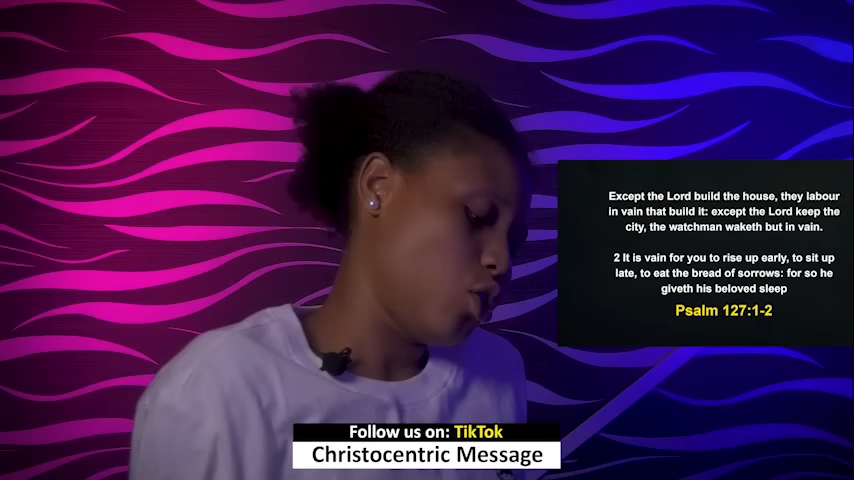 Except the Lord build the house, they labour
in vain that build it: except the Lord keep the
city, the watchman waketh but in vain.
2 It is vain for you to rise up early, to sit up
late, to eat the bread of sorrows: for so he
giveth his beloved sleep
Psalm 127:1-2
Follow us on: TikTok
Christocentric Message